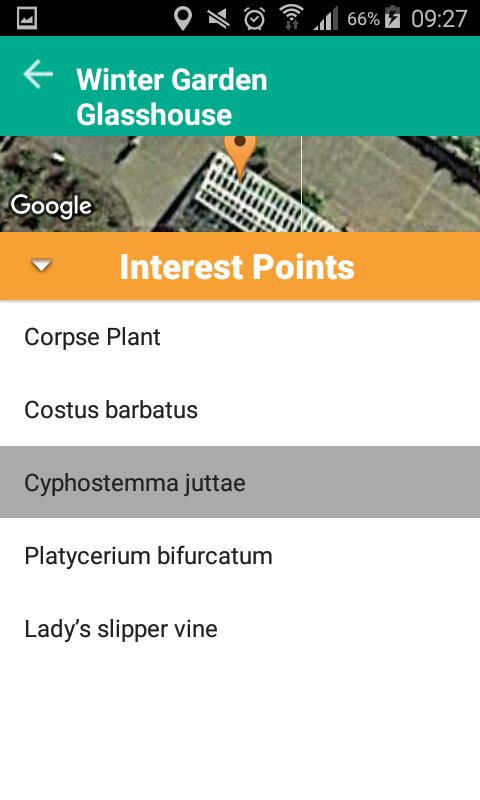 66% 09:27
Winter Garden
Glasshouse
Google
Interest Points
Corpse Plant
Costus barbatus
Cyphostemma juttae
Platycerium bifurcatum
Lady’s slipper vine